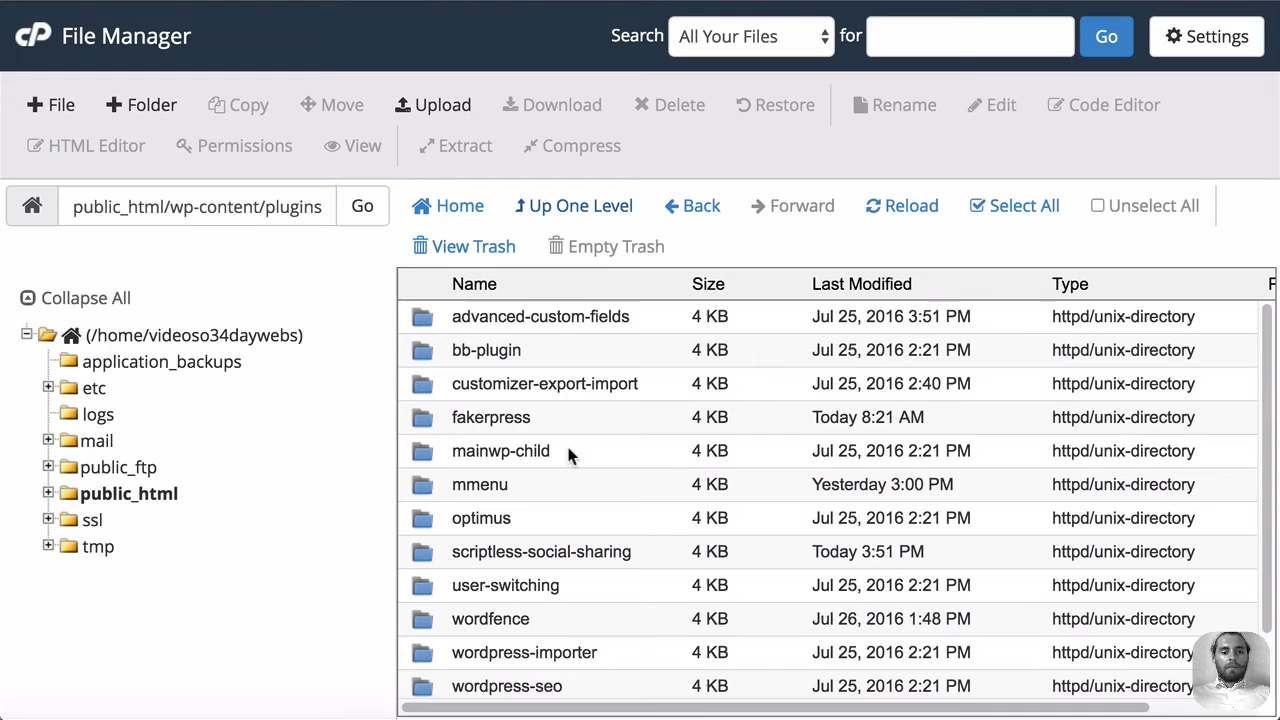 cP File Manager
Search All Your Files for Go Settings
File Folder Copy Move Upload Download Delete Restore Rename Edit Code Editor
HTML Editor Permissions View Extract Compress
public_html/wp-content/plugins Go
Home Up One Level Back Forward Reload Select All Unselect All
View Trash Empty Trash
Collapse All
(/home/videoso34daywebs)
application_backups
etc
logs
mail
public_ftp
public_html
ssl
tmp
Name Size Last Modified Type
advanced-custom-fields 4 KB Jul 25, 2016 3:51 PM httpd/unix-directory
bb-plugin 4 KB Jul 25, 2016 2:21 PM httpd/unix-directory
customizer-export-import 4 KB Jul 25, 2016 2:40 PM httpd/unix-directory
fakerpress 4 KB Today 8:21 AM httpd/unix-directory
mainwp-child 4 KB Jul 25, 2016 2:21 PM httpd/unix-directory
mmenu 4 KB Yesterday 3:00 PM httpd/unix-directory
optimus 4 KB Jul 25, 2016 2:21 PM httpd/unix-directory
scriptless-social-sharing 4 KB Today 3:51 PM httpd/unix-directory
user-switching 4 KB Jul 25, 2016 2:21 PM httpd/unix-directory
wordfence 4 KB Jul 26, 2016 1:48 PM httpd/unix-directory
wordpress-importer 4 KB Jul 25, 2016 2:21 PM httpd/unix-directory
wordpress-seo 4 KB Jul 25, 2016 2:21 PM httpd/unix-directory